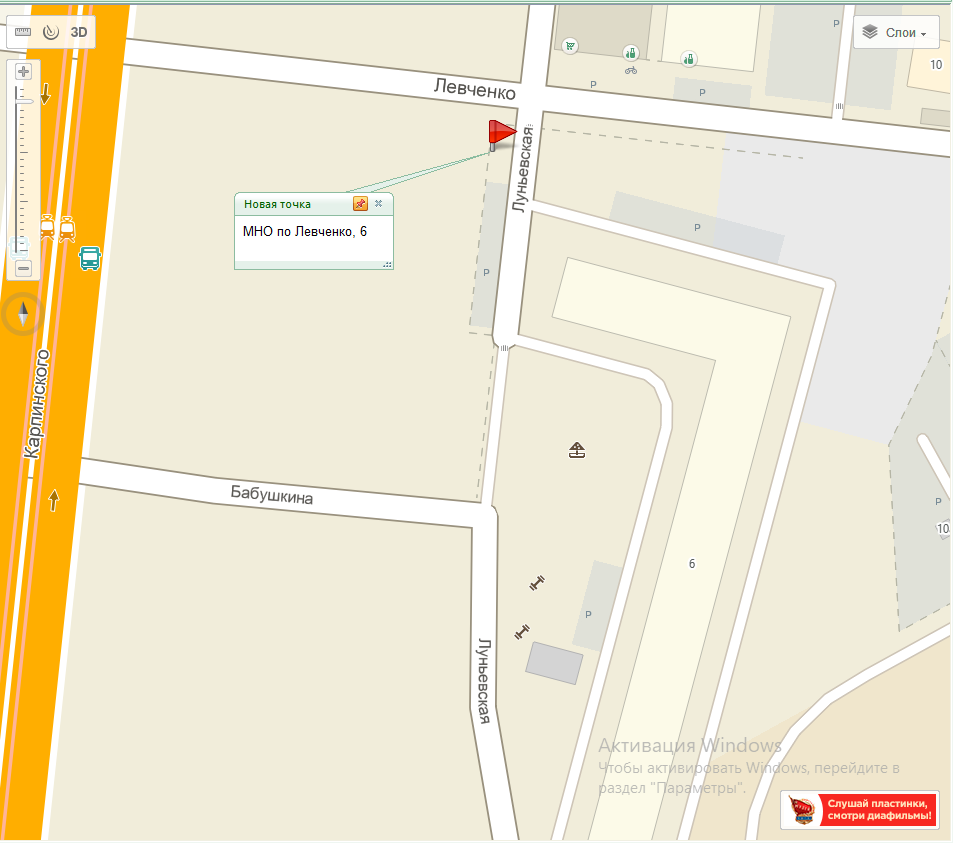 3D
Слои
10
P
P
P
Левченко
Луньевская
Новая точка
МНО по Левченко, 6
P
P
Карпинского
Бабушкина
P
10
6
P
Луньевская
Активация Windows
Чтобы активировать Windows, перейдите в
раздел "Параметры".
Слушай пластинки,
смотри диафильмы!